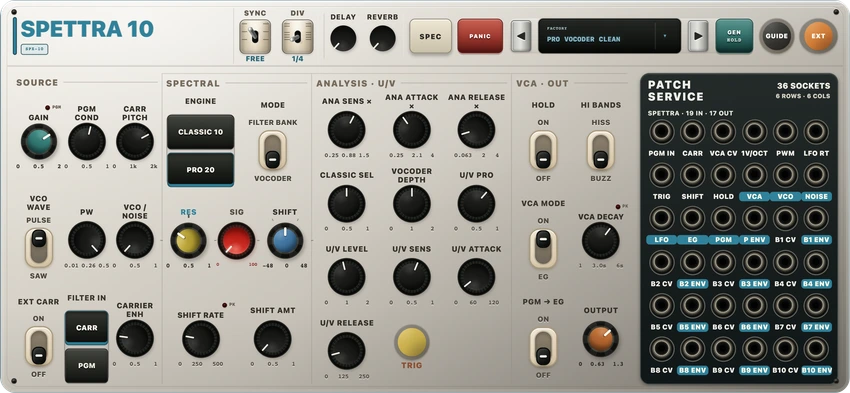 SPETTRA 10
XPR-10
SYNC
FREE
DIV
1/4
DELAY
REVERB
SPEC
PANIC
FACTORY
PRO VOCODER CLEAN
GEN
HOLD
GUIDE
EXT
SOURCE
PGM
GAIN
0 0.5 2
PGM COND
0 0.5 1
CARR PITCH
0 1k 2k
VCO WAVE
PULSE
SAW
PW
0.01 0.26 0.5
VCO / NOISE
0 0.5 1
EXT CARR
ON
OFF
FILTER IN
CARR
PGM
CARRIER ENH
0 0.5 1
SPECTRAL
ENGINE
CLASSIC 10
PRO 20
MODE
FILTER BANK
VOCODER
RES
0 0.5 1
SIG
0 100
SHIFT
-48 0 48
SHIFT RATE
0 250 500
SHIFT AMT
0 0.5 1
ANALYSIS · U/V
ANA SENS ×
0.25 0.88 1.5
ANA ATTACK
×
0.25 2.1 4
ANA RELEASE
×
0.063 2 4
CLASSIC SEL
0 0.5 1
VOCODER DEPTH
0 1 2
U/V PRO
0 0.5 1
U/V LEVEL
0 1 2
U/V SENS
0 0.5 1
U/V ATTACK
0 60 120
U/V RELEASE
0 125 250
TRIG
VCA · OUT
HOLD
ON
OFF
HI BANDS
HISS
BUZZ
VCA MODE
ON
EG
VCA DECAY
1 3.0k 6k
PGM → EG
ON
OFF
OUTPUT
0 0.63 1.3
PATCH
SERVICE
36 SOCKETS
6 ROWS · 6 COLS
SPETTRA · 19 IN · 17 OUT
PGM IN CARR VCA CV 1V/OCT PWM LFO RT
TRIG SHIFT HOLD VCA VCO NOISE
LFO EG PGM P ENV B1 CV B1 ENV
B2 CV B2 ENV B3 CV B3 ENV B4 CV B4 ENV
B5 CV B5 ENV B6 CV B6 ENV B7 CV B7 ENV
B8 CV B8 ENV B9 CV B9 ENV B10 CV B10 ENV